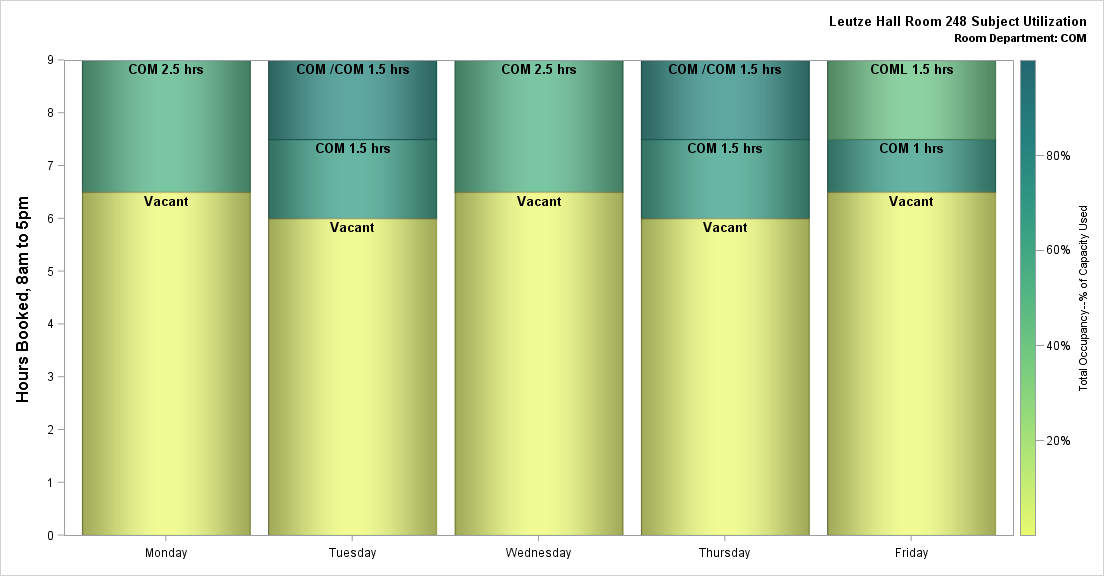 Leutze Hall Room 248 Subject Utilization
Room Department: COM
Hours Booked, 8am to 5pm
9
8
7
6
5
4
3
2
1
0
COM 2.5 hrs
Vacant
COM /COM 1.5 hrs
COM 1.5 hrs
Vacant
COM 2.5 hrs
Vacant
COM /COM 1.5 hrs
COM 1.5 hrs
Vacant
COML 1.5 hrs
COM 1 hrs
Vacant
Monday
Tuesday
Wednesday
Thursday
Friday
80%
60%
40%
20%
Total Occupancy--% of Capacity Used